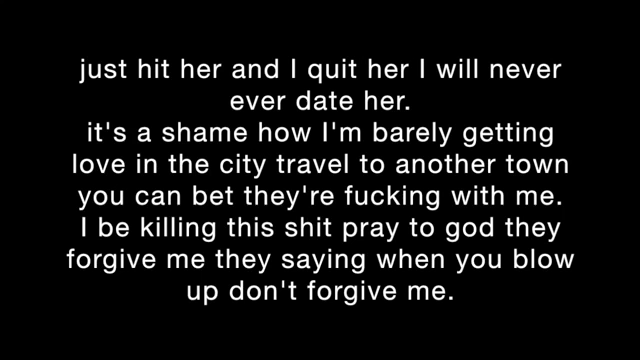 just hit her and I quit her I will never
ever date her.
it's a shame how I'm barely getting
love in the city travel to another town
you can bet they're fucking with me.
I be killing this shit pray to god they
forgive me they saying when you blow
up don't forgive me.